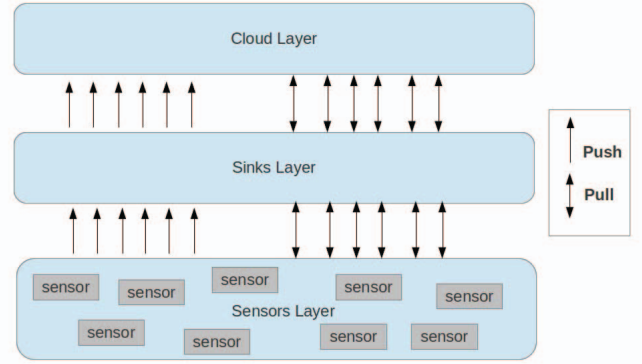 Cloud Layer
Sinks Layer
Push
Pull
sensor
sensor
sensor
sensor
sensor
Sensors Layer
sensor
sensor
sensor
sensor